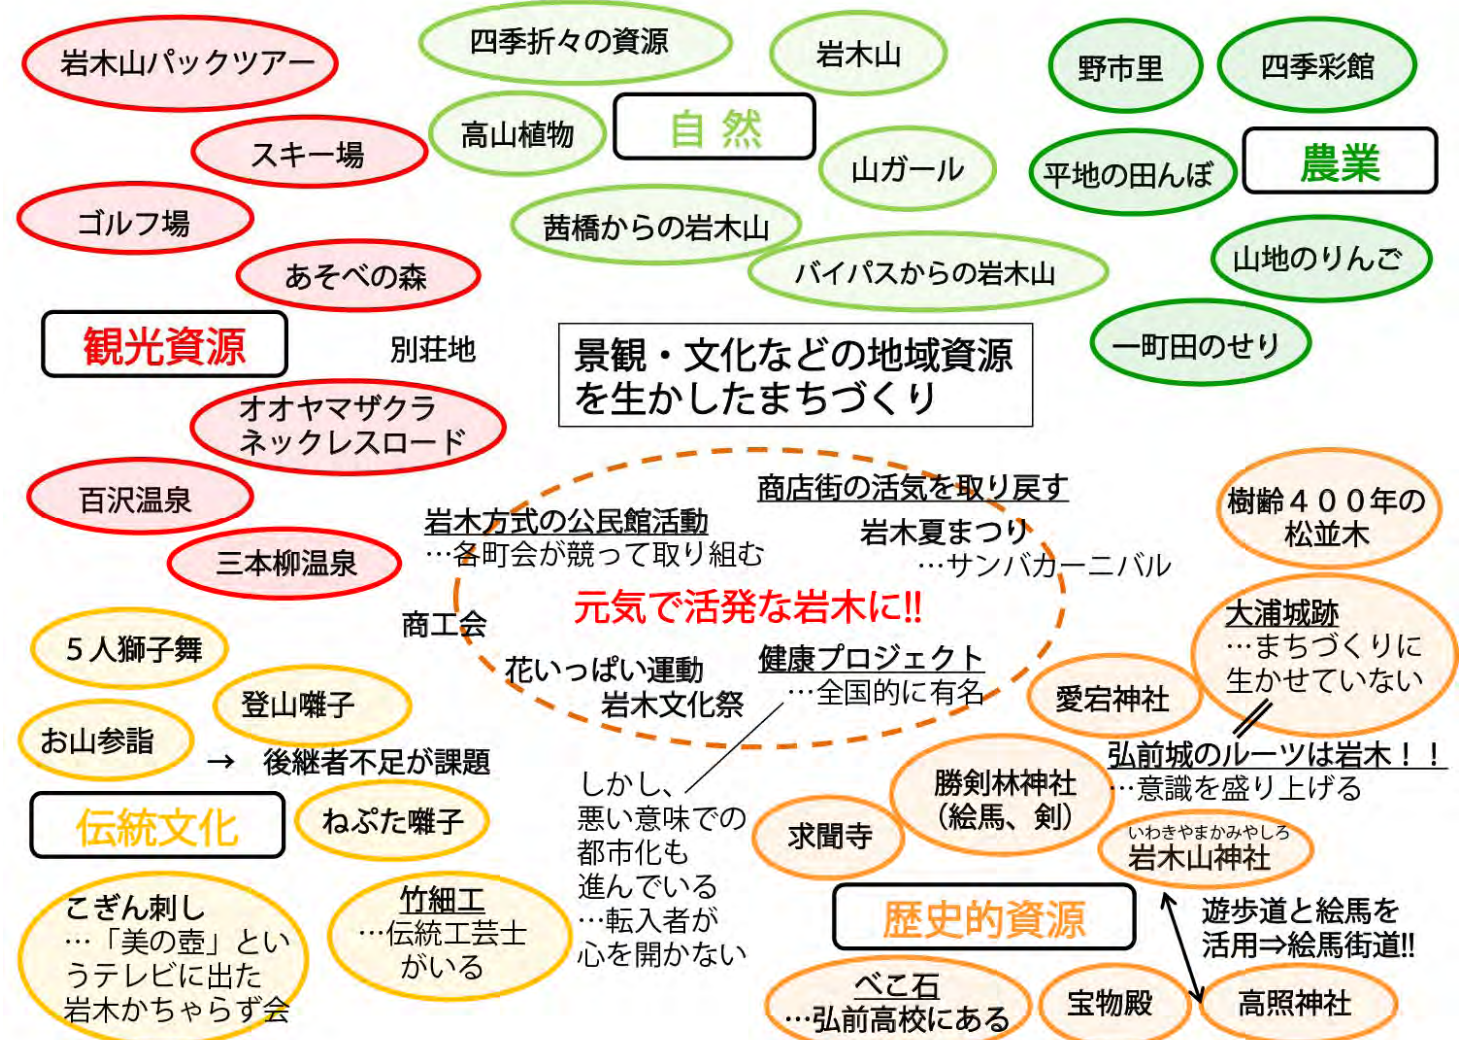 岩木山パックツアー
スキー場
ゴルフ場
あそべの森
観光資源
別荘地
オオヤマザクラ
ネックレスロード
百沢温泉
三本柳温泉
四季折々の資源
岩木山
高山植物
自然
山ガール
茜橋からの岩木山
バイパスからの岩木山
野市里
四季彩館
平地の田んぼ
農業
山地のりんご
一町田のせり
景観・文化などの地域資源
を生かしたまちづくり
商店街の活気を取り戻す
岩木方式の公民館活動
…各町会が競って取り組む
岩木夏まつり
…サンバカーニバル
元気で活発な岩木に!!
商工会
花いっぱい運動
岩木文化祭
健康プロジェクト
…全国的に有名
しかし、
悪い意味での
都市化も
進んでいる
…転入者が
心を開かない
5人獅子舞
登山囃子
お山参詣
→ 後継者不足が課題
伝統文化
ねぷた囃子
こぎん刺し
…「美の壺」とい
うテレビに出た
岩木かちゃらず会
竹細工
…伝統工芸士
がいる
樹齢400年の
松並木
大浦城跡
…まちづくりに
生かせていない
愛宕神社
弘前城のルーツは岩木!!
…意識を盛り上げる
勝剣林神社
(絵馬、剣)
求聞寺
いわきやまかみやしろ
岩木山神社
歴史的資源
遊歩道と絵馬を
活用⇒絵馬街道!!
べこ石
…弘前高校にある
宝物殿
高照神社